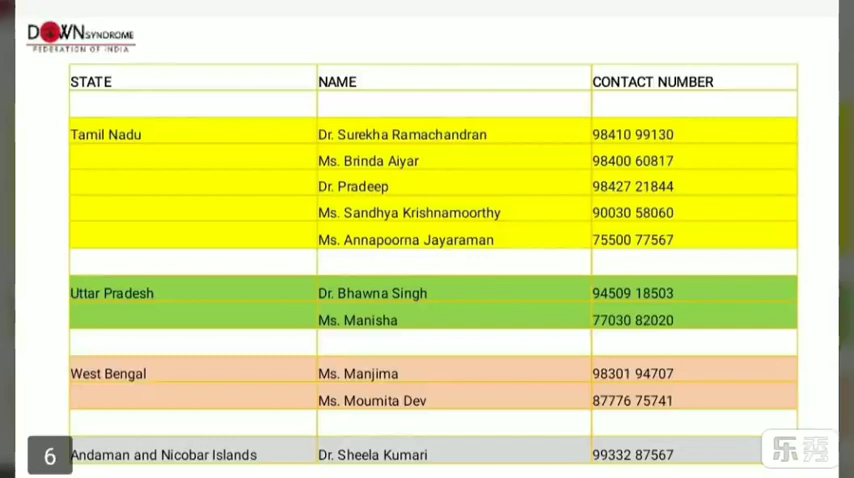 DOWN SYNDROME
FEDERATION OF INDIA
STATE NAME CONTACT NUMBER
Tamil Nadu Dr. Surekha Ramachandran 98410 99130
Ms. Brinda Aiyar 98400 60817
Dr. Pradeep 98427 21844
Ms. Sandhya Krishnamoorthy 90030 58060
Ms. Annapoorna Jayaraman 75500 77567
Uttar Pradesh Dr. Bhawna Singh 94509 18503
Ms. Manisha 77030 82020
West Bengal Ms. Manjima 98301 94707
Ms. Moumita Dev 87776 75741
Andaman and Nicobar Islands Dr. Sheela Kumari 99332 87567
6
乐秀